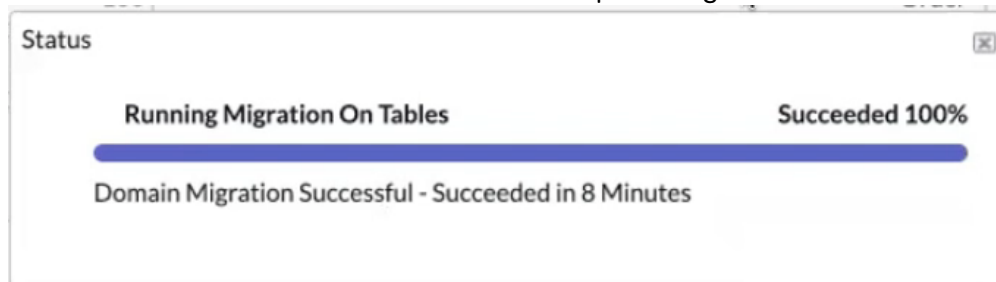 Status
Running Migration On Tables Succeeded 100%
Domain Migration Successful - Succeeded in 8 Minutes